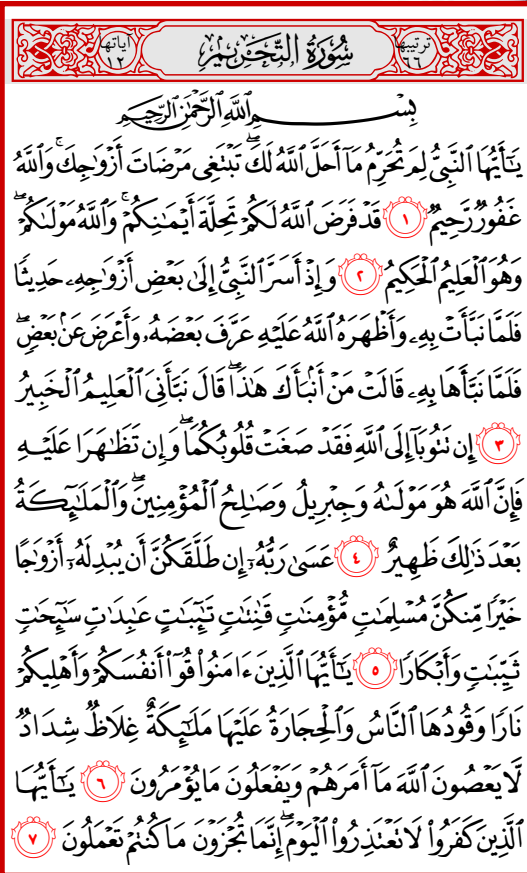 ترتيبها ٦٦ سُورَةُ التَّحْرِيمِ آياتها ١٢
بِسْمِ ٱللَّهِ ٱلرَّحْمَٰنِ ٱلرَّحِيمِ
يَٰٓأَيُّهَا ٱلنَّبِىُّ لِمَ تُحَرِّمُ مَآ أَحَلَّ ٱللَّهُ لَكَۖ تَبْتَغِى مَرْضَاتَ أَزْوَٰجِكَۚ وَٱللَّهُ
غَفُورٌ رَّحِيمٌ ١ قَدْ فَرَضَ ٱللَّهُ لَكُمْ تَحِلَّةَ أَيْمَٰنِكُمْۚ وَٱللَّهُ مَوْلَىٰكُمْۖ
وَهُوَ ٱلْعَلِيمُ ٱلْحَكِيمُ ٢ وَإِذْ أَسَرَّ ٱلنَّبِىُّ إِلَىٰ بَعْضِ أَزْوَٰجِهِۦ حَدِيثًا
فَلَمَّا نَبَّأَتْ بِهِۦ وَأَظْهَرَهُ ٱللَّهُ عَلَيْهِ عَرَّفَ بَعْضَهُۥ وَأَعْرَضَ عَنۢ بَعْضٍۖ
فَلَمَّا نَبَّأَهَا بِهِۦ قَالَتْ مَنْ أَنۢبَأَكَ هَٰذَاۖ قَالَ نَبَّأَنِىَ ٱلْعَلِيمُ ٱلْخَبِيرُ
٣ إِن تَتُوبَآ إِلَى ٱللَّهِ فَقَدْ صَغَتْ قُلُوبُكُمَاۖ وَإِن تَظَٰهَرَا عَلَيْهِ
فَإِنَّ ٱللَّهَ هُوَ مَوْلَىٰهُ وَجِبْرِيلُ وَصَٰلِحُ ٱلْمُؤْمِنِينَۖ وَٱلْمَلَٰٓئِكَةُ
بَعْدَ ذَٰلِكَ ظَهِيرٌ ٤ عَسَىٰ رَبُّهُۥٓ إِن طَلَّقَكُنَّ أَن يُبْدِلَهُۥٓ أَزْوَٰجًا
خَيْرًا مِّنكُنَّ مُسْلِمَٰتٍ مُّؤْمِنَٰتٍ قَٰنِتَٰتٍ تَٰٓئِبَٰتٍ عَٰبِدَٰتٍ سَٰٓئِحَٰتٍ
ثَيِّبَٰتٍ وَأَبْكَارًا ٥ يَٰٓأَيُّهَا ٱلَّذِينَ ءَامَنُوا۟ قُوٓا۟ أَنفُسَكُمْ وَأَهْلِيكُمْ
نَارًا وَقُودُهَا ٱلنَّاسُ وَٱلْحِجَارَةُ عَلَيْهَا مَلَٰٓئِكَةٌ غِلَاظٌ شِدَادٌ
لَّا يَعْصُونَ ٱللَّهَ مَآ أَمَرَهُمْ وَيَفْعَلُونَ مَا يُؤْمَرُونَ ٦ يَٰٓأَيُّهَا
ٱلَّذِينَ كَفَرُوا۟ لَا تَعْتَذِرُوا۟ ٱلْيَوْمَۖ إِنَّمَا تُجْزَوْنَ مَا كُنتُمْ تَعْمَلُونَ ٧